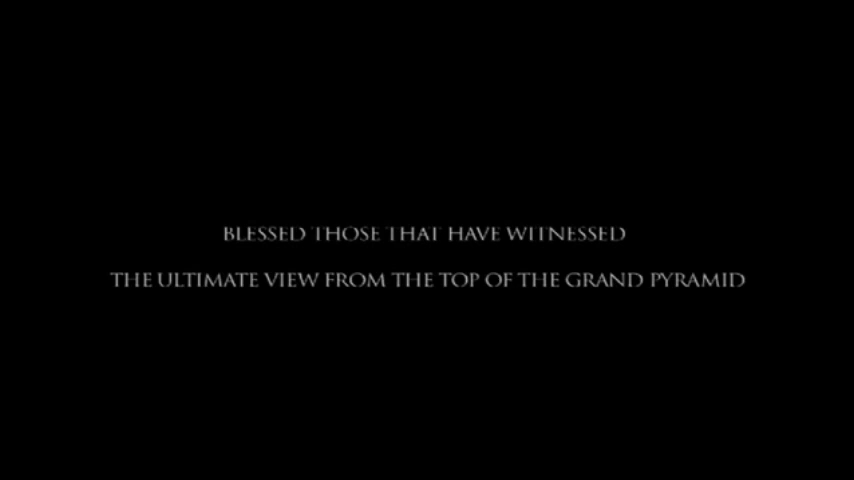 BLESSED THOSE THAT HAVE WITNESSED
THE ULTIMATE VIEW FROM THE TOP OF THE GRAND PYRAMID